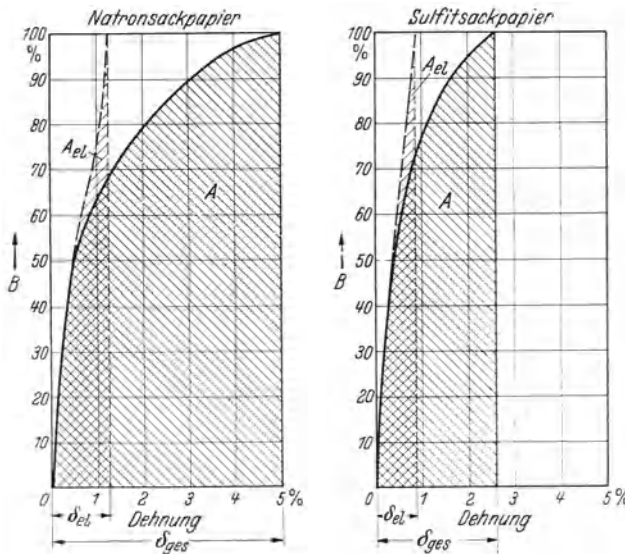 Natronsackpapier
100
%
90
80
70
60
50
B
40
30
20
10
A_el
A
0
1
2
3
4
5 %
δ_el
Dehnung
δ_ges
Sulfitsackpapier
100
%
90
80
70
60
50
B
40
30
20
10
A_el
A
0
1
2
3
4
5 %
δ_el
Dehnung
δ_ges